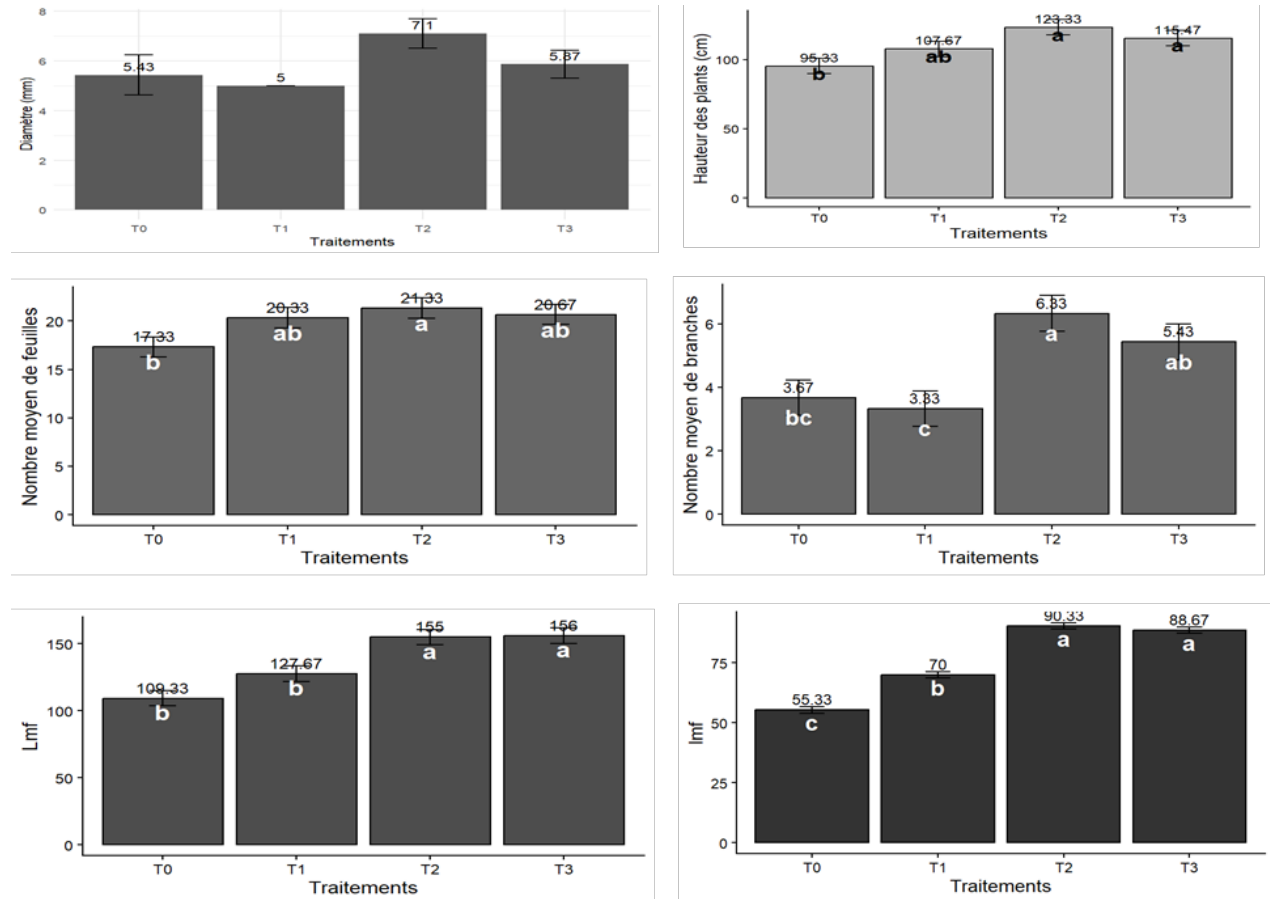 8
6
4
2
0
Diamètre (mm)
5.43
5
7.1
5.87
T0 T1 T2 T3
Traitements
100
50
0
Hauteur des plants (cm)
95.33
107.67
123.33
115.47
b
ab
a
a
T0 T1 T2 T3
Traitements
20
15
10
5
0
Nombre moyen de feuilles
17.33
20.33
21.33
20.67
b
ab
a
ab
T0 T1 T2 T3
Traitements
6
4
2
0
Nombre moyen de branches
3.67
3.33
6.33
5.43
bc
c
a
ab
T0 T1 T2 T3
Traitements
150
100
50
0
Lmf
109.33
127.67
155
156
b
b
a
a
T0 T1 T2 T3
Traitements
75
50
25
0
lmf
55.33
70
90.33
88.67
c
b
a
a
T0 T1 T2 T3
Traitements